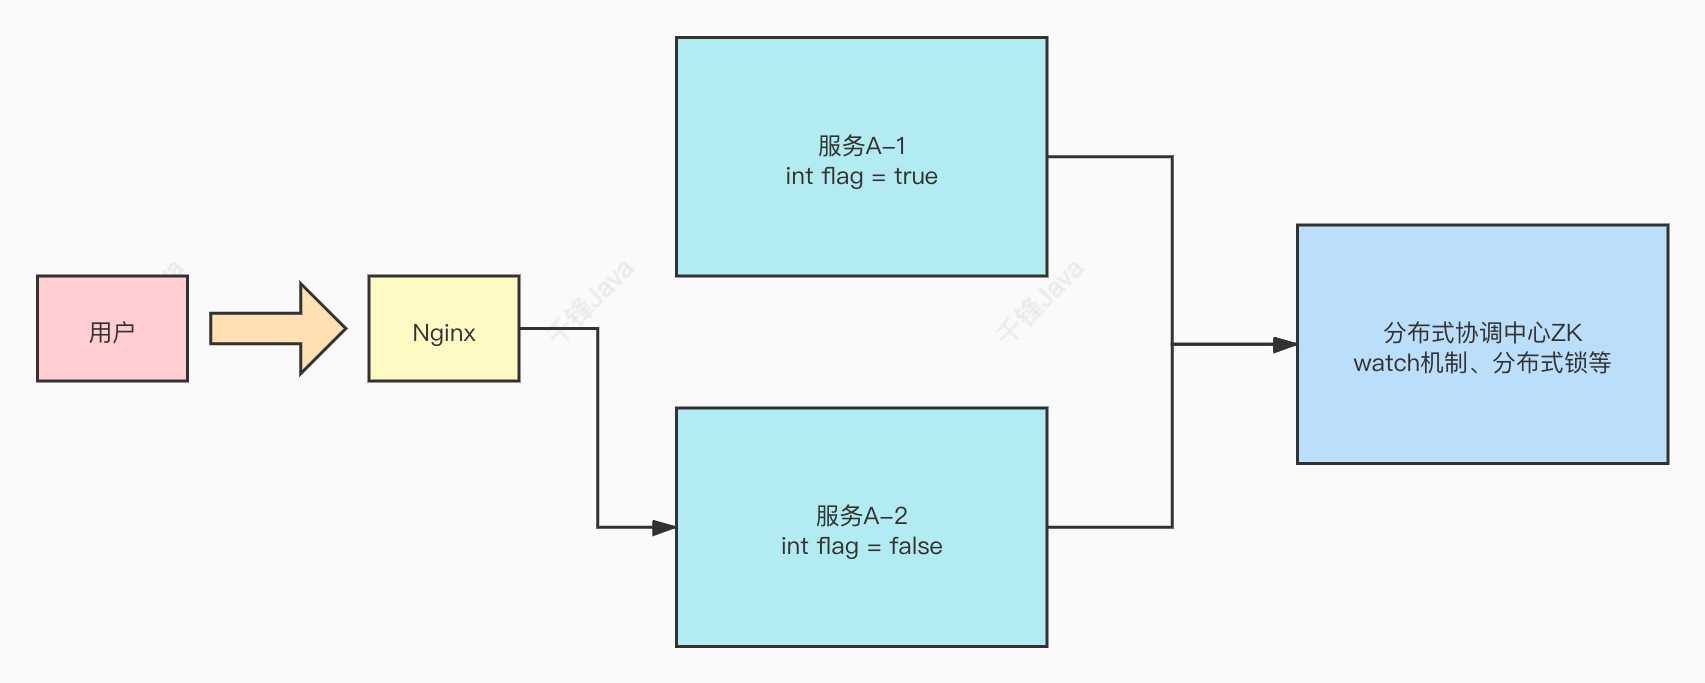 服务A-1
int flag = true
用户
Nginx
分布式协调中心ZK
watch机制、分布式锁等
服务A-2
int flag = false
千锋Java
千锋Java